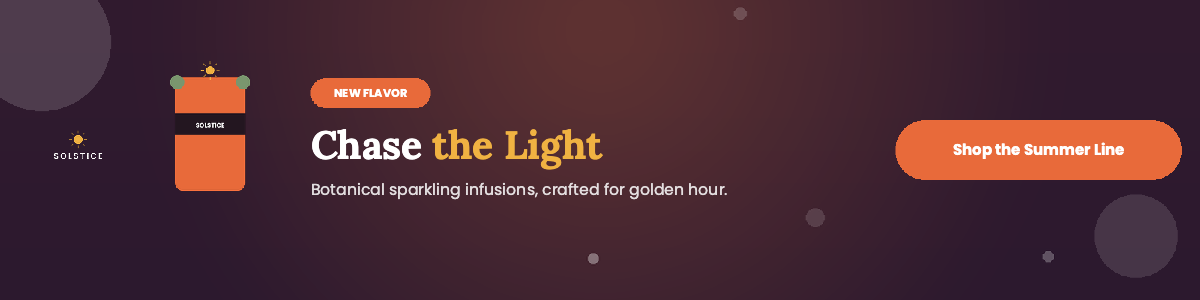 SOLSTICE
SOLSTICE
NEW FLAVOR
Chase the Light
Botanical sparkling infusions, crafted for golden hour.
Shop the Summer Line